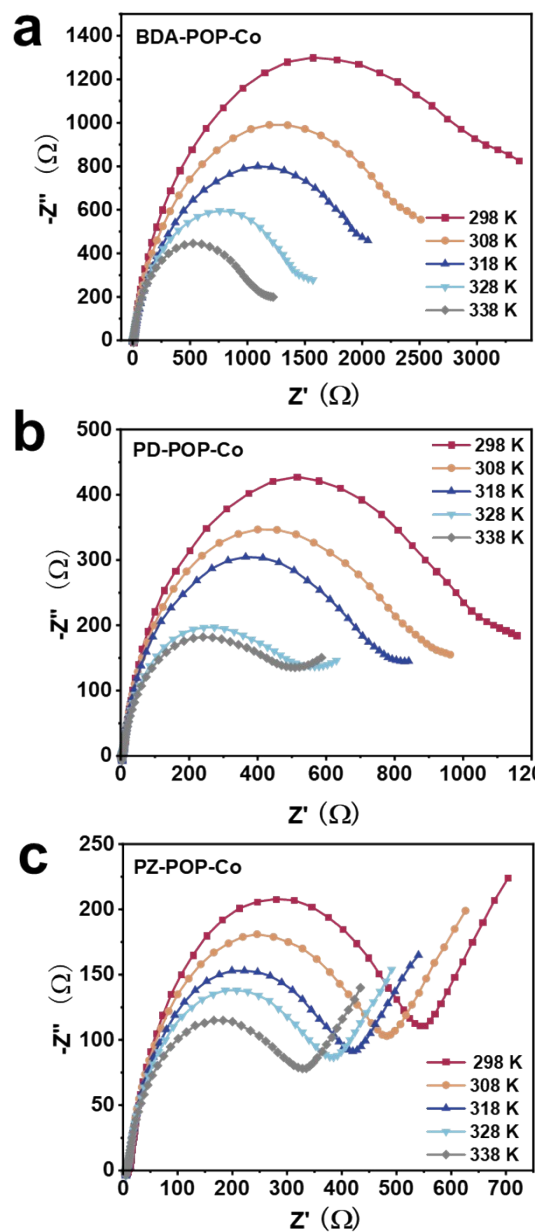 a
BDA-POP-Co
1400
1200
1000
800
600
400
200
0
-Z'' (Ω)
298 K
308 K
318 K
328 K
338 K
0 500 1000 1500 2000 2500 3000
Z' (Ω)
b
PD-POP-Co
500
400
300
200
100
0
-Z'' (Ω)
298 K
308 K
318 K
328 K
338 K
0 200 400 600 800 1000 120
Z' (Ω)
c
PZ-POP-Co
250
200
150
100
50
0
-Z'' (Ω)
298 K
308 K
318 K
328 K
338 K
0 100 200 300 400 500 600 700
Z' (Ω)